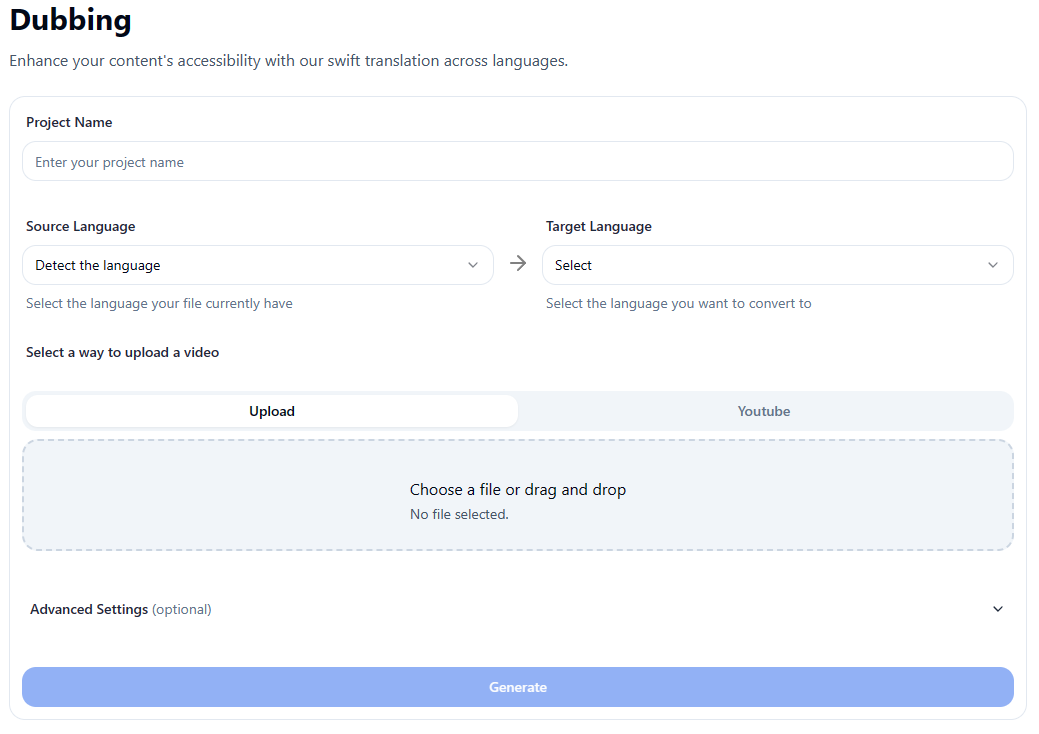 Dubbing
Enhance your content's accessibility with our swift translation across languages.
Project Name
Enter your project name
Source Language
Target Language
Detect the language
Select
Select the language your file currently have
Select the language you want to convert to
Select a way to upload a video
Upload
Youtube
Choose a file or drag and drop
No file selected.
Advanced Settings (optional)
Generate